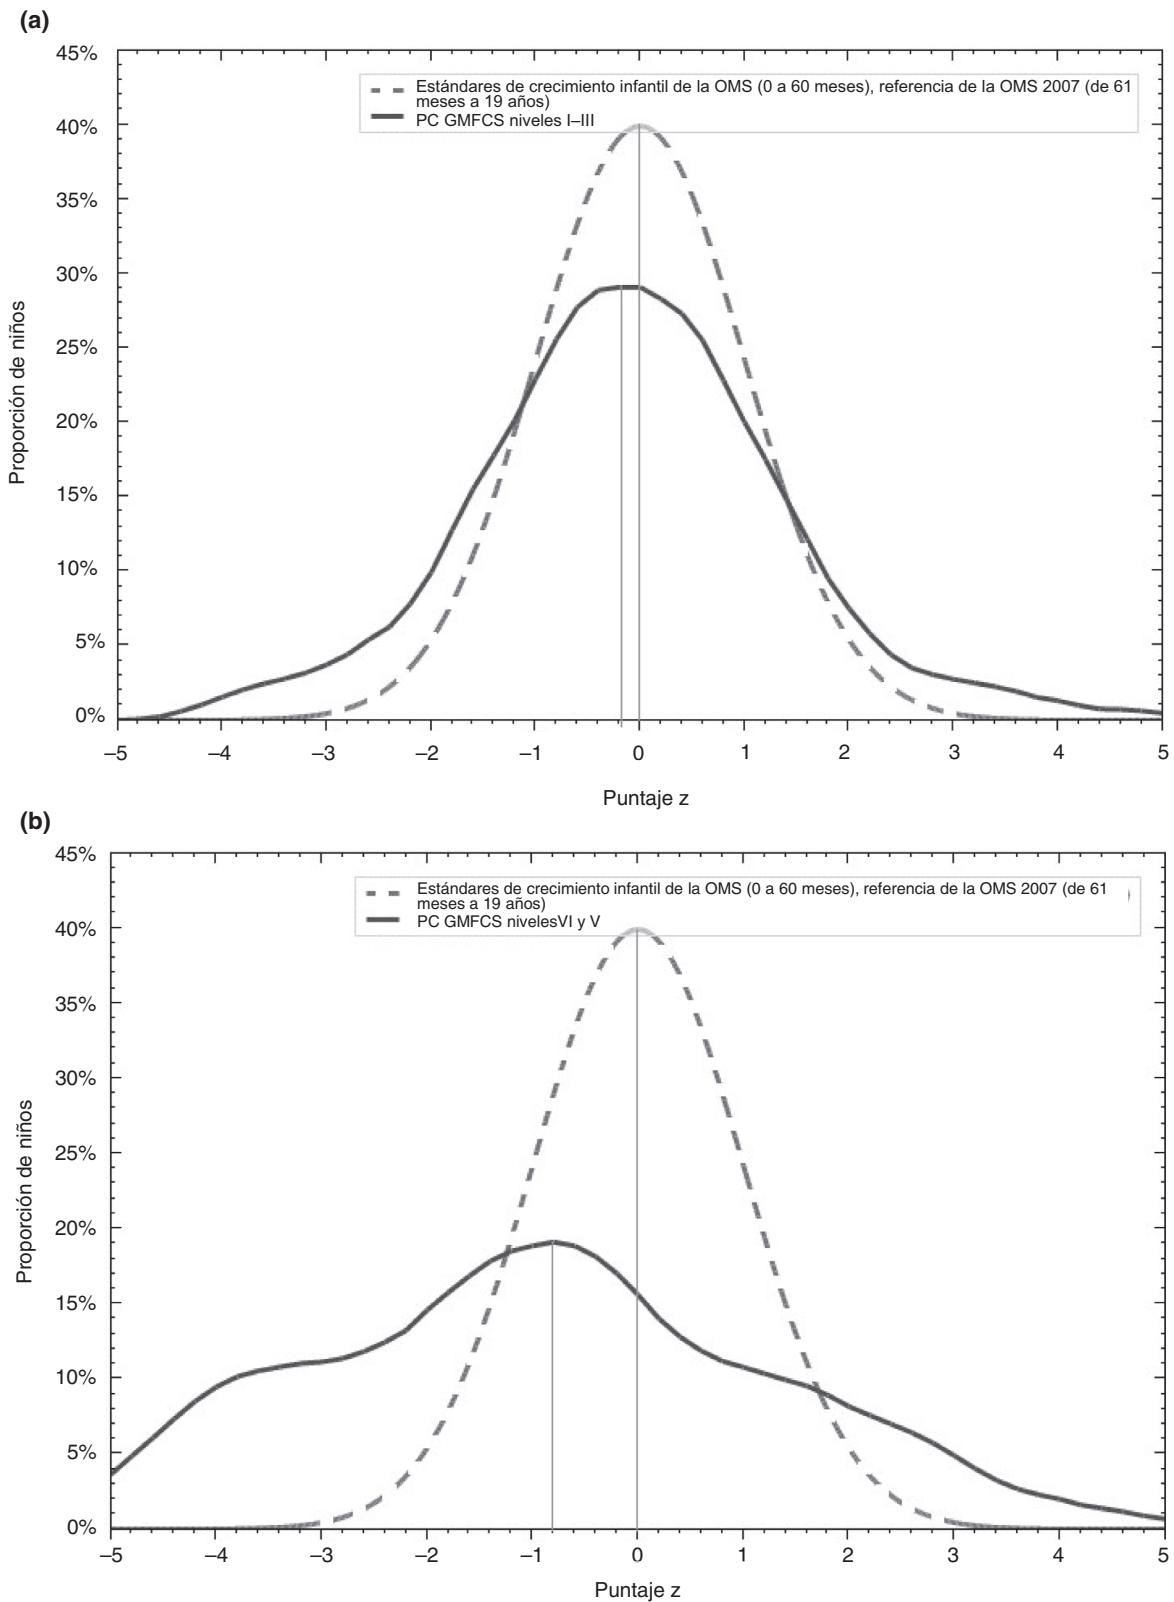 (a)
45%
40%
35%
30%
25%
20%
15%
10%
5%
0%
Proporción de niños
Estándares de crecimiento infantil de la OMS (0 a 60 meses), referencia de la OMS 2007 (de 61
meses a 19 años)
PC GMFCS niveles I–III
–5 –4 –3 –2 –1 0 1 2 3 4 5
Puntaje z
(b)
45%
40%
35%
30%
25%
20%
15%
10%
5%
0%
Proporción de niños
Estándares de crecimiento infantil de la OMS (0 a 60 meses), referencia de la OMS 2007 (de 61
meses a 19 años)
PC GMFCS nivelesVI y V
–5 –4 –3 –2 –1 0 1 2 3 4 5
Puntaje z